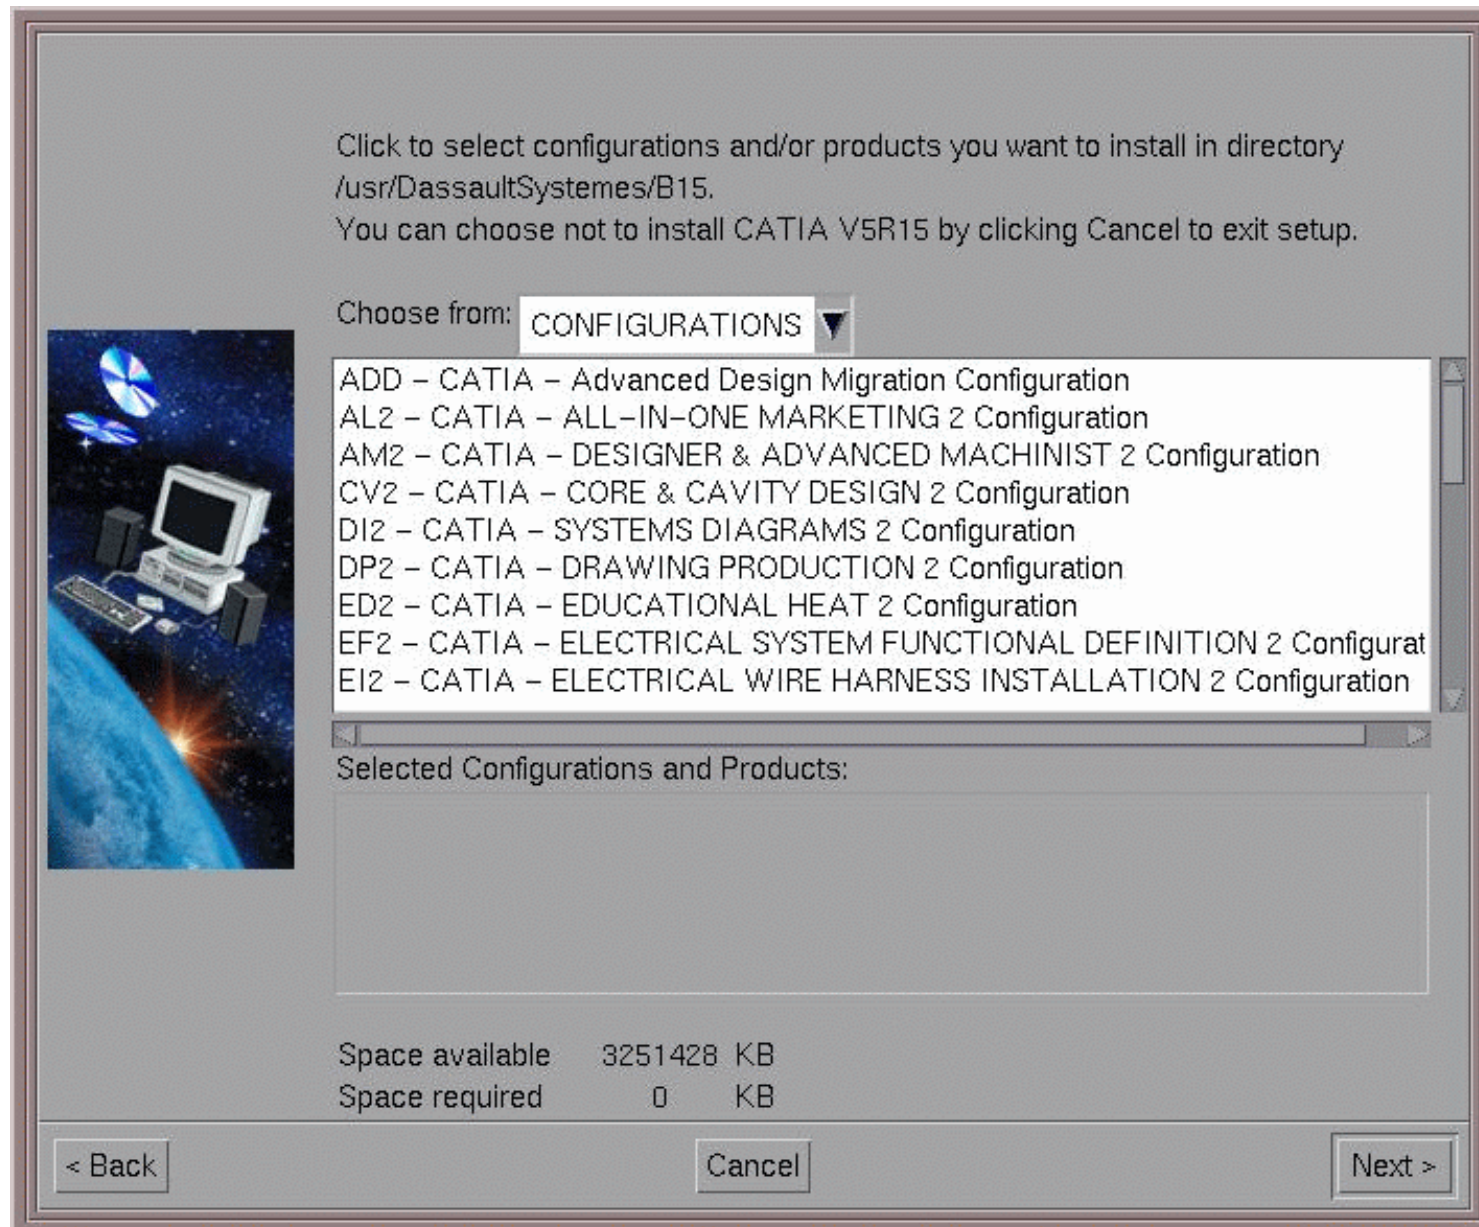 Click to select configurations and/or products you want to install in directory
/usr/DassaultSystemes/B15.
You can choose not to install CATIA V5R15 by clicking Cancel to exit setup.
Choose from: CONFIGURATIONS
ADD – CATIA – Advanced Design Migration Configuration
AL2 – CATIA – ALL–IN–ONE MARKETING 2 Configuration
AM2 – CATIA – DESIGNER & ADVANCED MACHINIST 2 Configuration
CV2 – CATIA – CORE & CAVITY DESIGN 2 Configuration
DI2 – CATIA – SYSTEMS DIAGRAMS 2 Configuration
DP2 – CATIA – DRAWING PRODUCTION 2 Configuration
ED2 – CATIA – EDUCATIONAL HEAT 2 Configuration
EF2 – CATIA – ELECTRICAL SYSTEM FUNCTIONAL DEFINITION 2 Configurat
EI2 – CATIA – ELECTRICAL WIRE HARNESS INSTALLATION 2 Configuration
Selected Configurations and Products:
Space available 3251428 KB
Space required 0 KB
< Back Cancel Next >